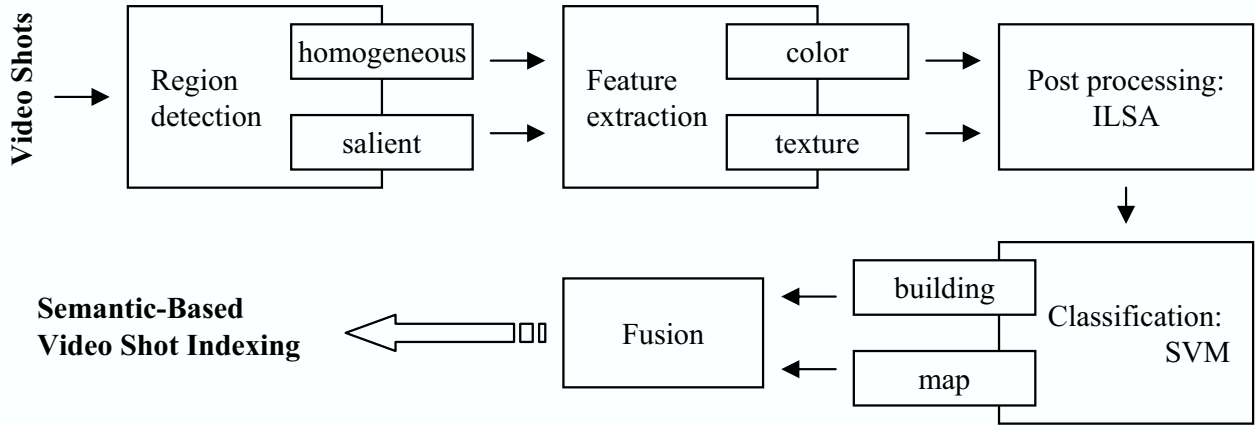 Video Shots
Region
detection
homogeneous
salient
Feature
extraction
color
texture
Post processing:
ILSA
building
map
Classification:
SVM
Fusion
Semantic-Based
Video Shot Indexing